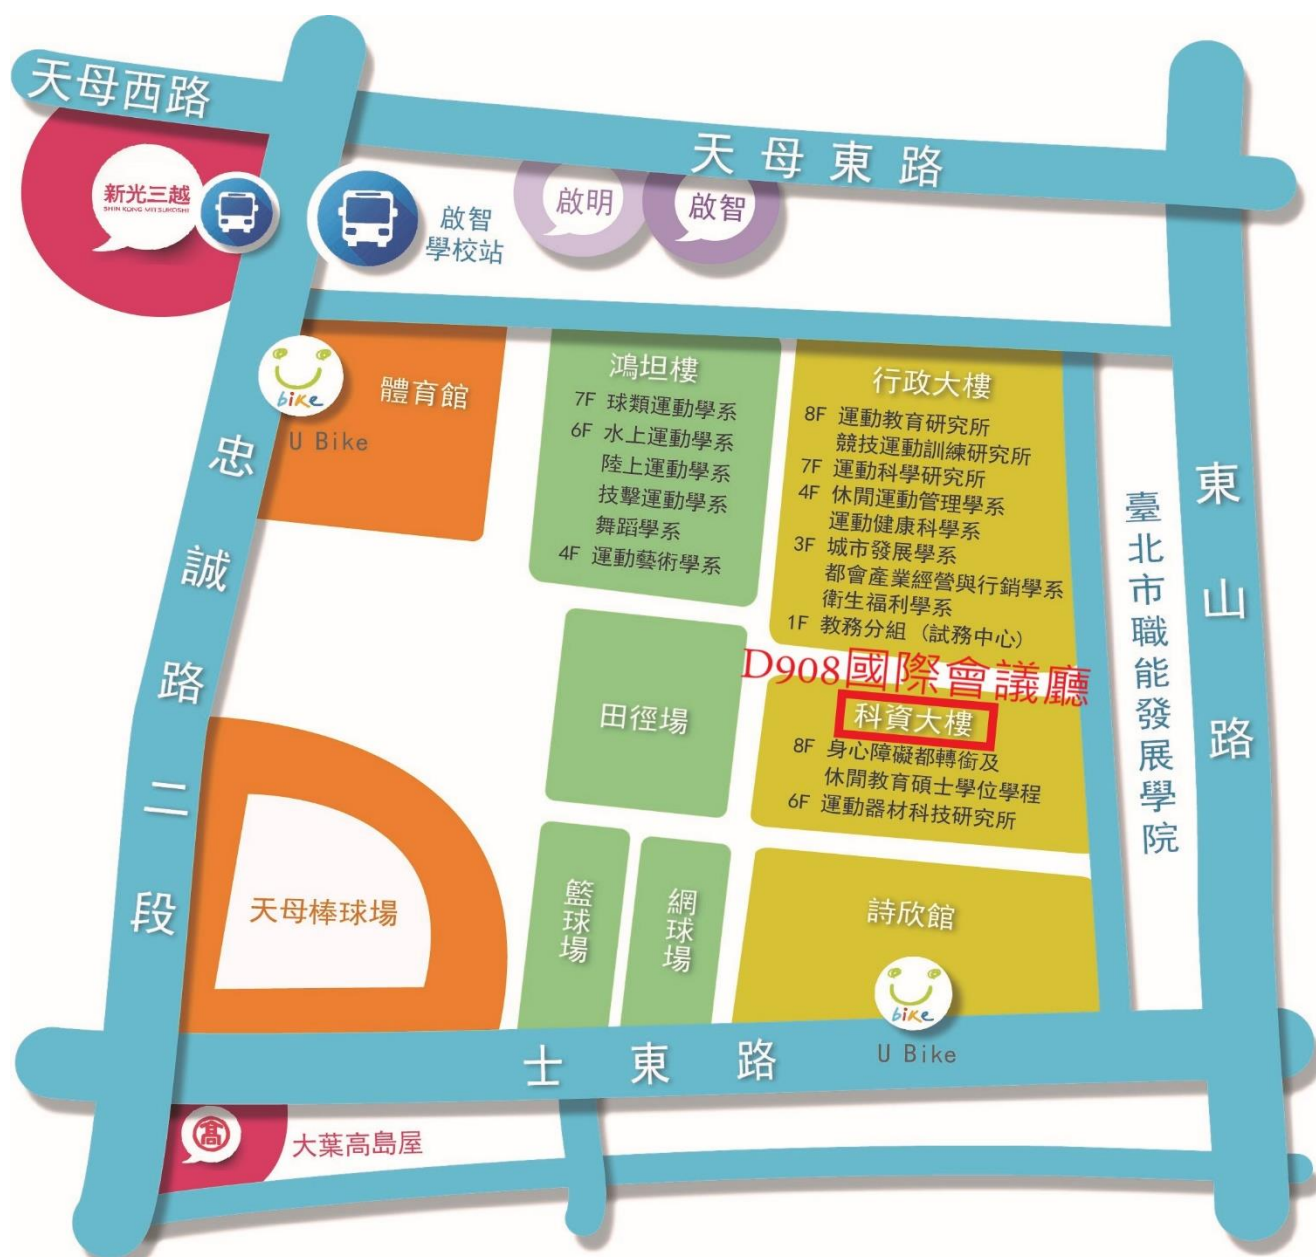 天母西路
天母東路
新光三越
SHIN KONG MITSUKOSHI
啟智
學校站
啟明
啟智
bike
U Bike
體育館
鴻坦樓
7F 球類運動學系
6F 水上運動學系
陸上運動學系
技擊運動學系
舞蹈學系
4F 運動藝術學系
行政大樓
8F 運動教育研究所
競技運動訓練研究所
7F 運動科學研究所
4F 休閒運動管理學系
運動健康科學系
3F 城市發展學系
都會產業經營與行銷學系
衛生福利學系
1F 教務分組（試務中心）
忠誠路二段
東山路
臺北市職能發展學院
D908國際會議廳
科資大樓
8F 身心障礙都轉銜及
休閒教育碩士學位學程
6F 運動器材科技研究所
田徑場
天母棒球場
籃球場
網球場
詩欣館
bike
U Bike
士東路
髙
大葉高島屋